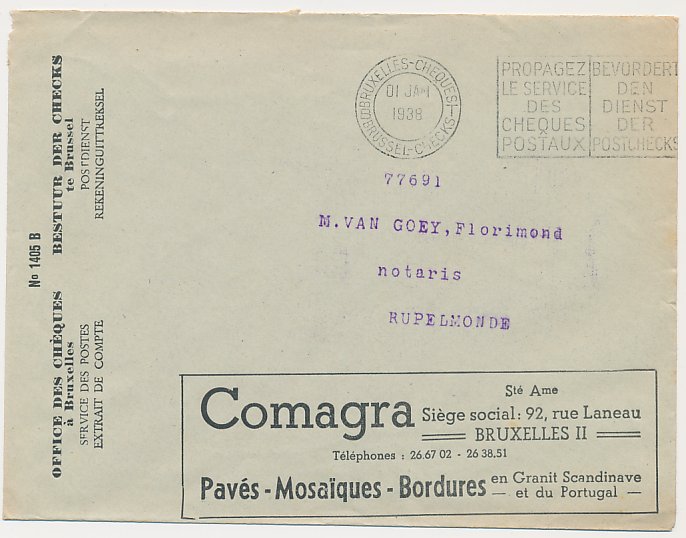 BRUXELLES-CHEQUES 1
01 JAN
1938
BRUSSEL-CHECKS
PROPAGEZ
LE SERVICE
DES
CHEQUES
POSTAUX
BEVORDERT
DEN
DIENST
DER
POSTCHECKS
77691
M.VAN GOEY,Florimond
notaris
RUPELMONDE
No 1405 B
OFFICE DES CHÈQUES
à Bruxelles
SERVICE DES POSTES
EXTRAIT DE COMPTE
BESTUUR DER CHECKS
te Brussel
POSTDIENST
REKENINGUITTREKSEL
Comagra
Sté Ame
Siège social: 92, rue Laneau
BRUXELLES II
Téléphones : 26.67 02 - 26 38.51
Pavés - Mosaïques - Bordures en Granit Scandinave
— et du Portugal —